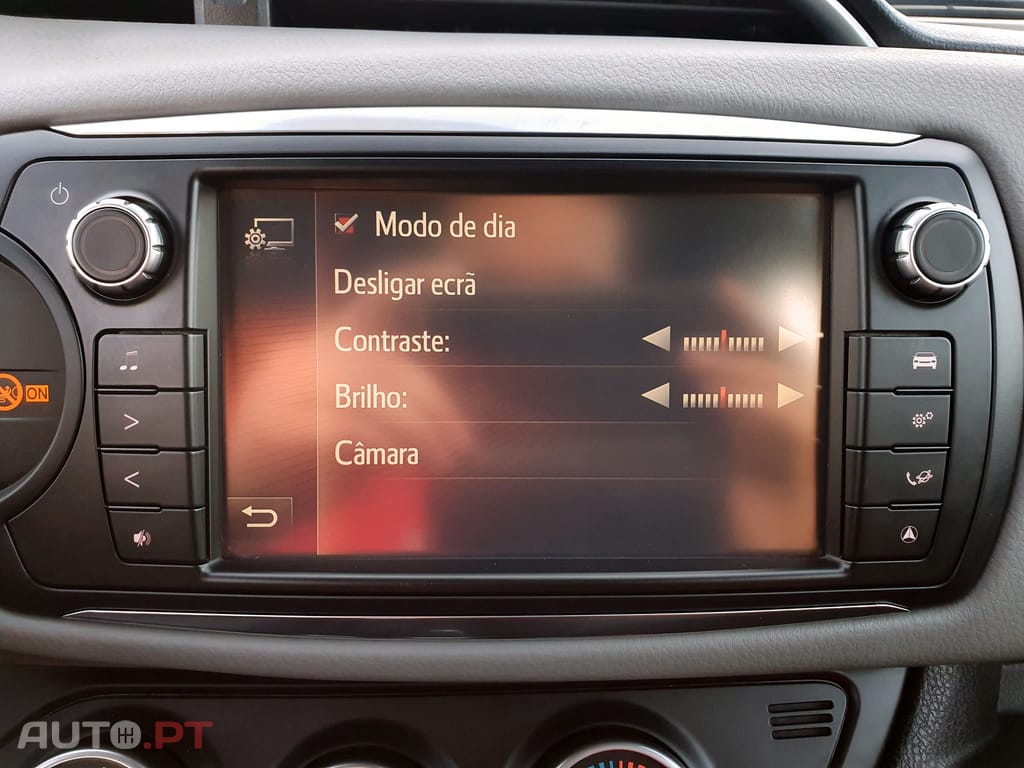 Modo de dia
Desligar ecrã
Contraste:
Brilho:
Câmara
ON
AUTO.PT